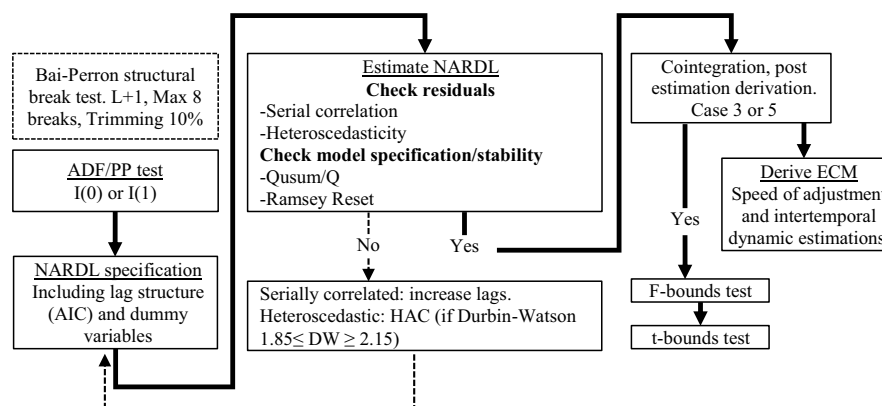 Bai-Perron structural
break test. L+1, Max 8
breaks, Trimming 10%
ADF/PP test
I(0) or I(1)
NARDL specification
Including lag structure
(AIC) and dummy
variables
Estimate NARDL
Check residuals
-Serial correlation
-Heteroscedasticity
Check model specification/stability
-Qusum/Q
-Ramsey Reset
No
Yes
Serially correlated: increase lags.
Heteroscedastic: HAC (if Durbin-Watson
1.85≤ DW ≥ 2.15)
Cointegration, post
estimation derivation.
Case 3 or 5
Yes
Derive ECM
Speed of adjustment
and intertemporal
dynamic estimations.
F-bounds test
t-bounds test